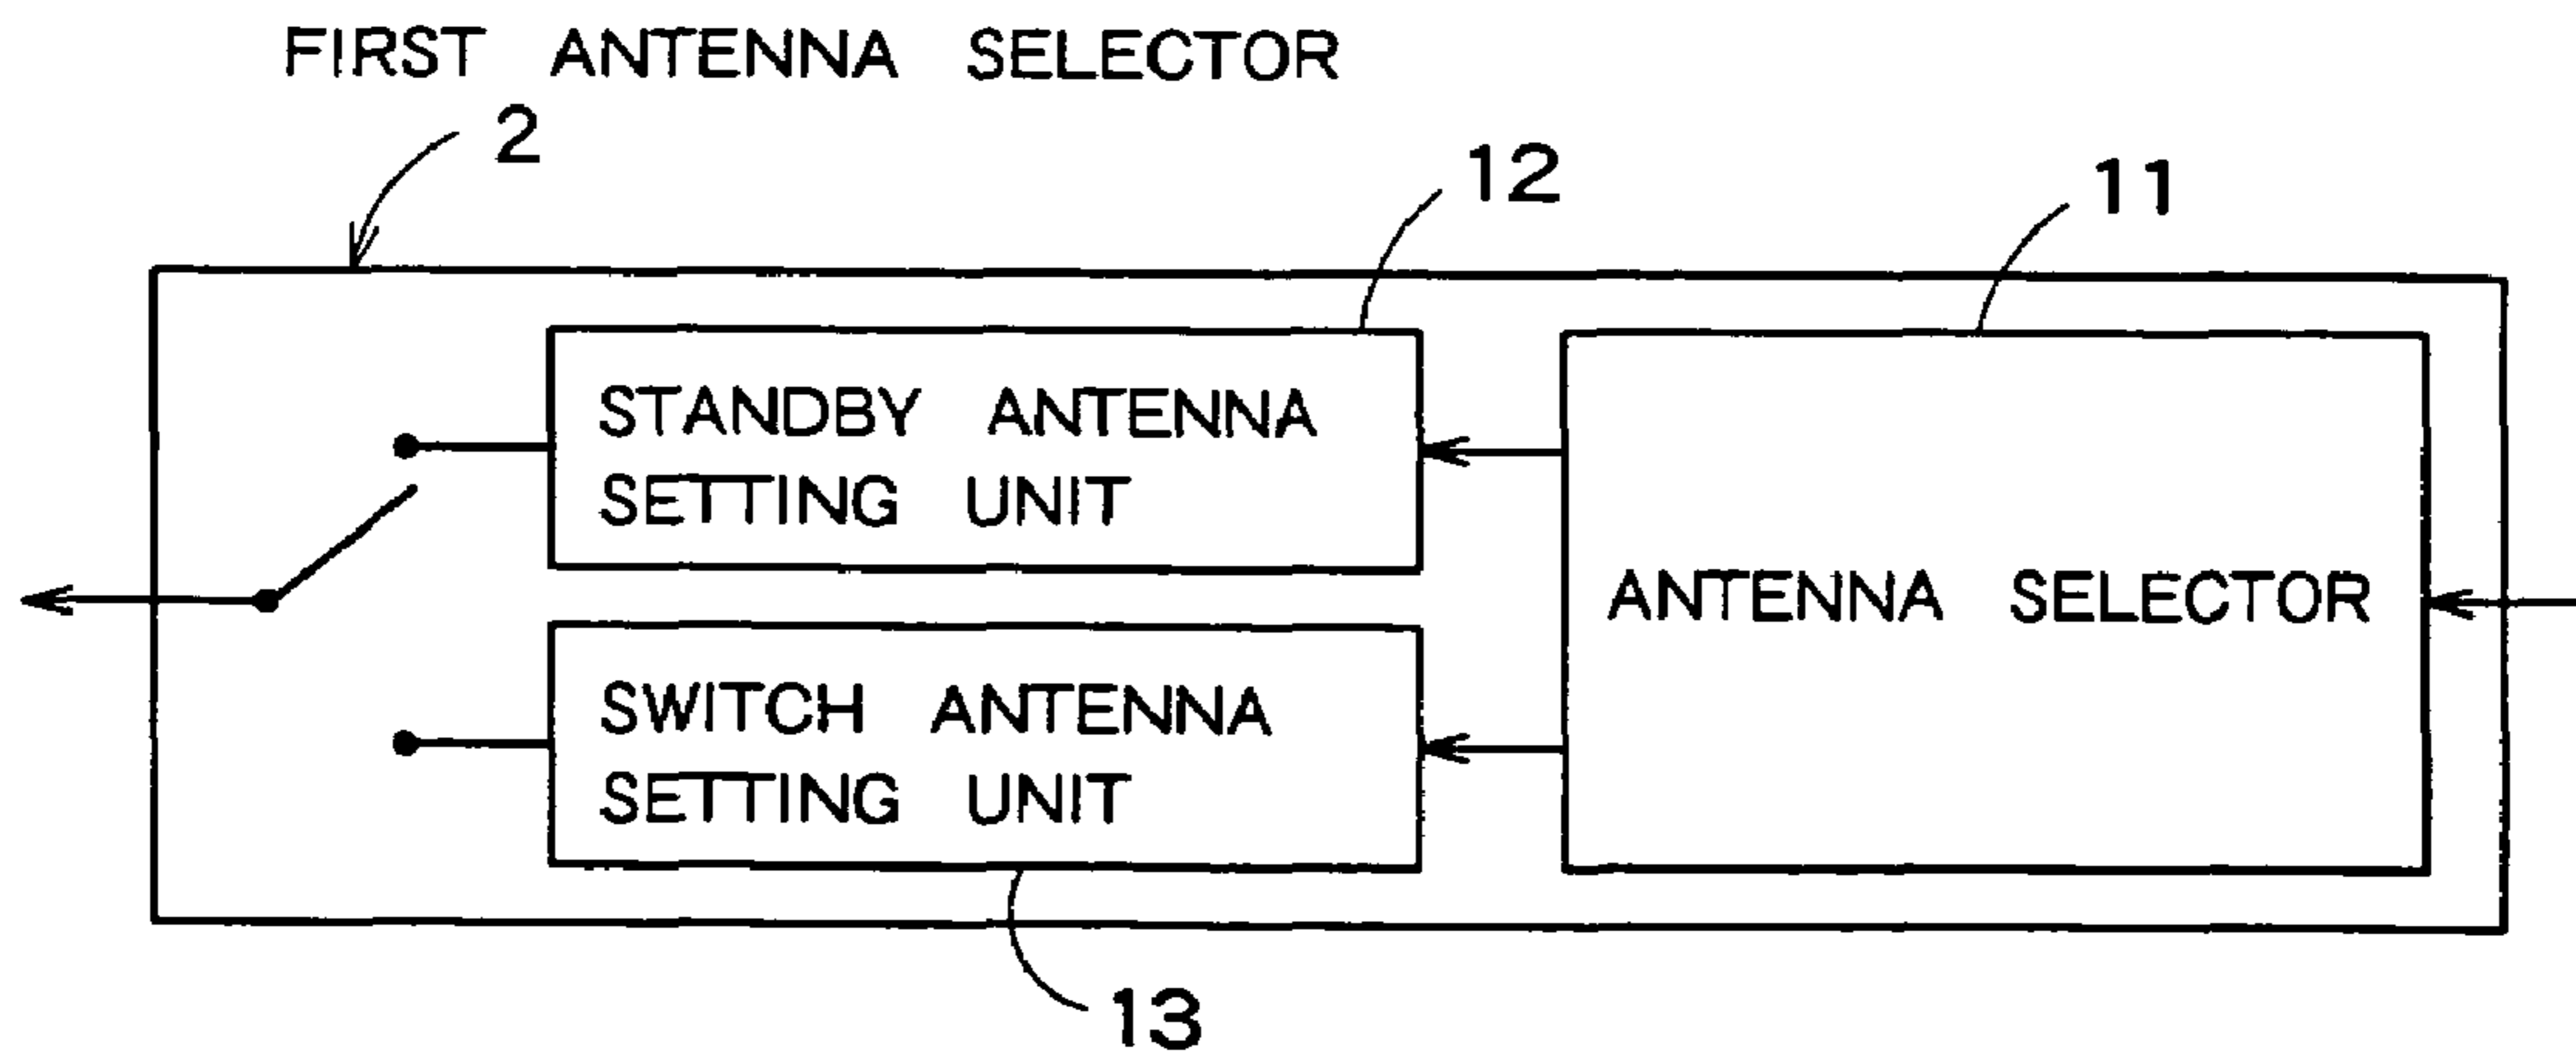 FIRST ANTENNA SELECTOR
2
12
11
STANDBY ANTENNA
SETTING UNIT
ANTENNA SELECTOR
SWITCH ANTENNA
SETTING UNIT
13